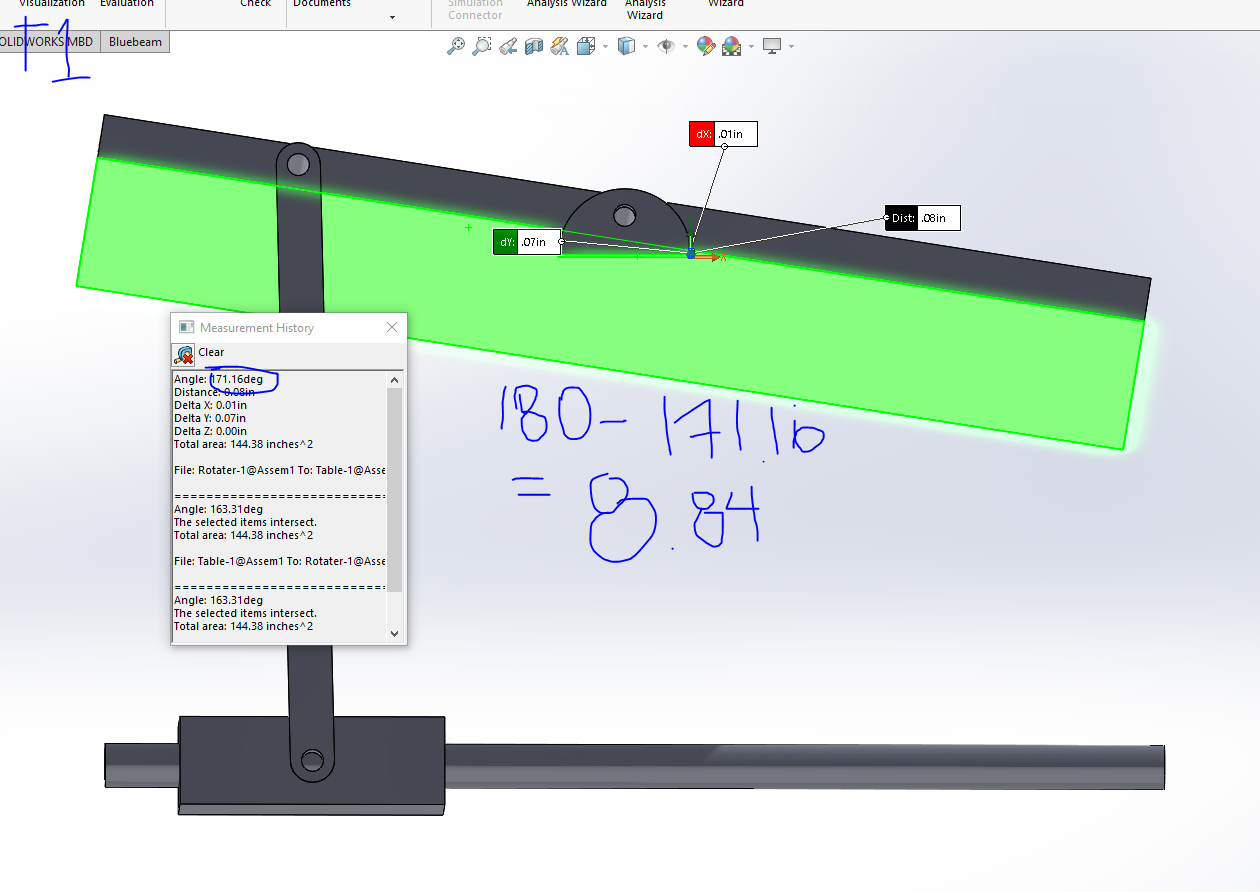 Visualization Evaluation Check Documents Simulation Analysis Wizard Analysis Wizard
Connector Wizard
OLIDWORKS MBD Bluebeam
T1
dX: .01in
Dist: .08in
dY: .07in
X
Measurement History
Clear
Angle: 171.16deg
Distance: 0.08in
Delta X: 0.01in
Delta Y: 0.07in
Delta Z: 0.00in
Total area: 144.38 inches^2
File: Rotater-1@Assem1 To: Table-1@Asse
==============================
Angle: 163.31deg
The selected items intersect.
Total area: 144.38 inches^2
File: Table-1@Assem1 To: Rotater-1@Asse
==============================
Angle: 163.31deg
The selected items intersect.
Total area: 144.38 inches^2
180-171.16
= 8.84